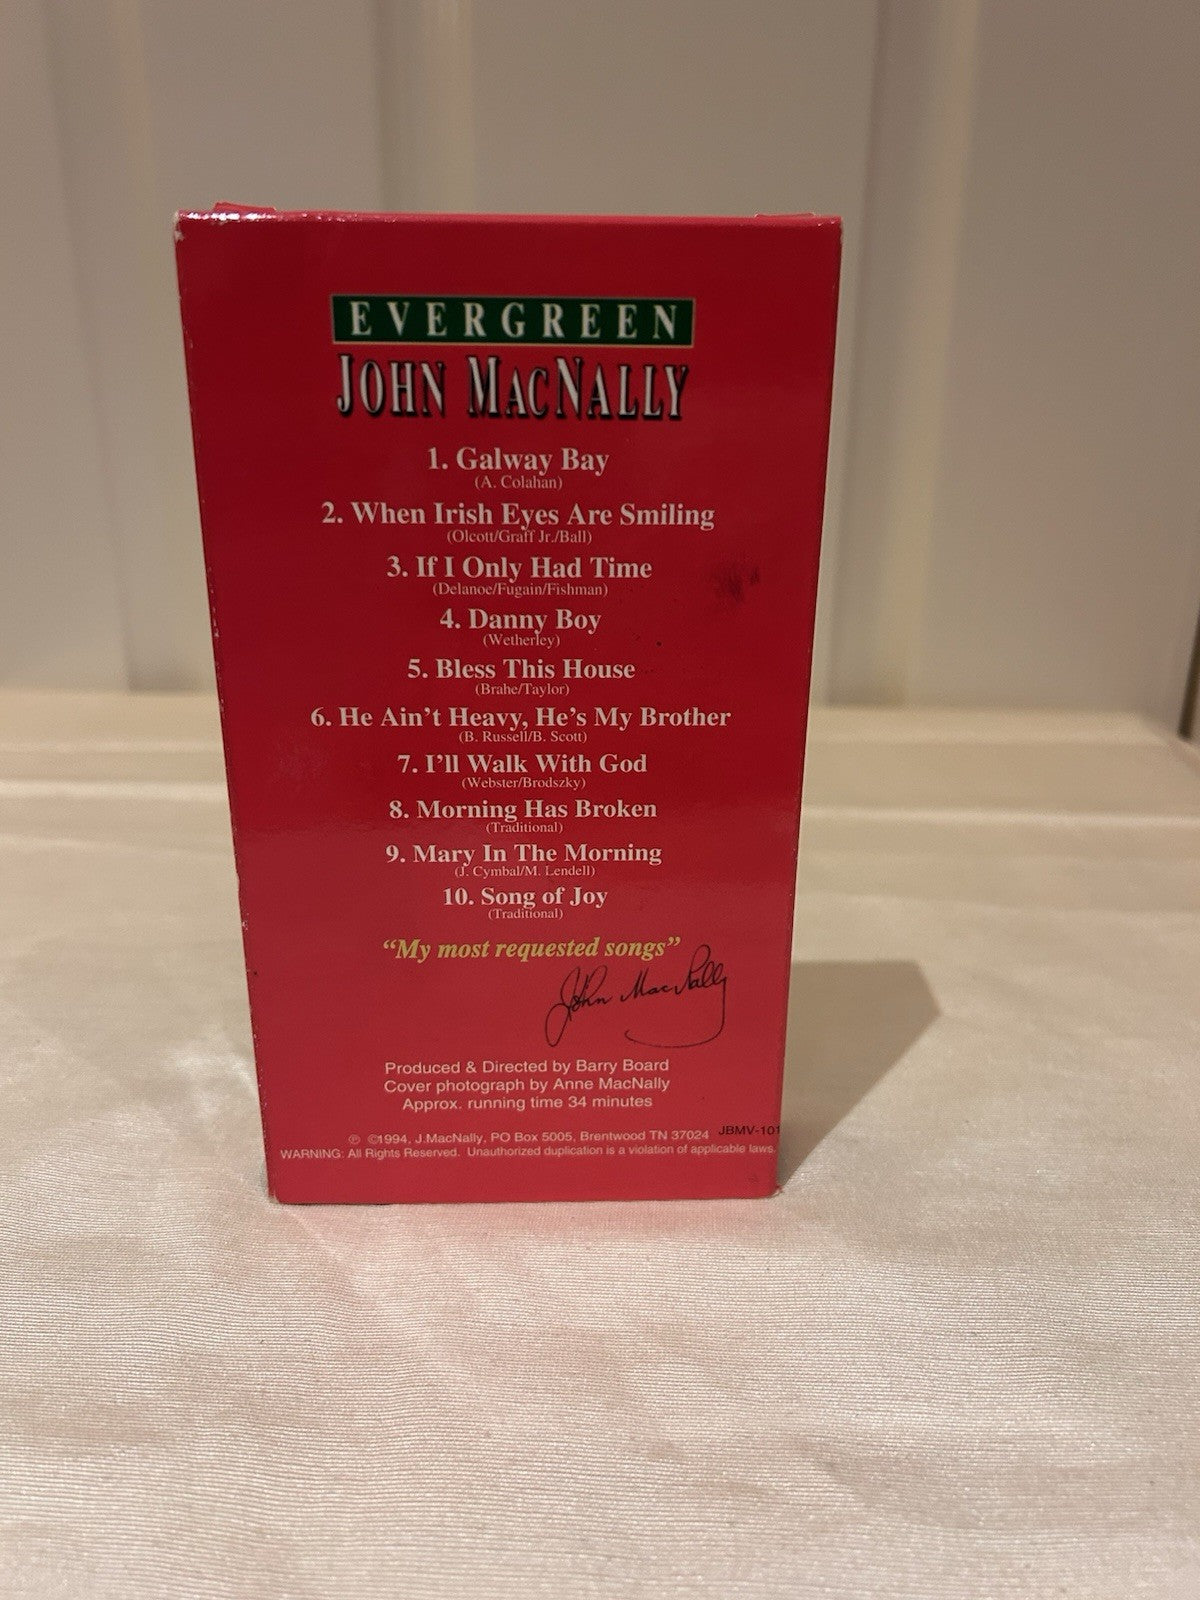 EVERGREEN
JOHN MACNALLY
1. Galway Bay
(A. Colahan)
2. When Irish Eyes Are Smiling
(Olcott/Graff Jr./Ball)
3. If I Only Had Time
(Delanoe/Fugain/Fishman)
4. Danny Boy
(Wetherley)
5. Bless This House
(Brahe/Taylor)
6. He Ain't Heavy, He's My Brother
(B. Russell/B. Scott)
7. I'll Walk With God
(Webster/Brodszky)
8. Morning Has Broken
(Traditional)
9. Mary In The Morning
(J. Cymbal/M. Lendell)
10. Song of Joy
(Traditional)
“My most requested songs”
John MacNally
Produced & Directed by Barry Board
Cover photograph by Anne MacNally
Approx. running time 34 minutes
℗ ©1994, J.MacNally, PO Box 5005, Brentwood TN 37024 JBMV-101
WARNING: All Rights Reserved. Unauthorized duplication is a violation of applicable laws.